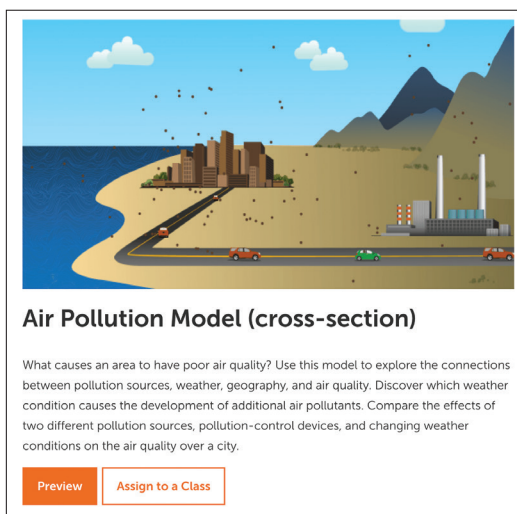 Air Pollution Model (cross-section)
What causes an area to have poor air quality? Use this model to explore the connections
between pollution sources, weather, geography, and air quality. Discover which weather
condition causes the development of additional air pollutants. Compare the effects of
two different pollution sources, pollution-control devices, and changing weather
conditions on the air quality over a city.
Preview
Assign to a Class